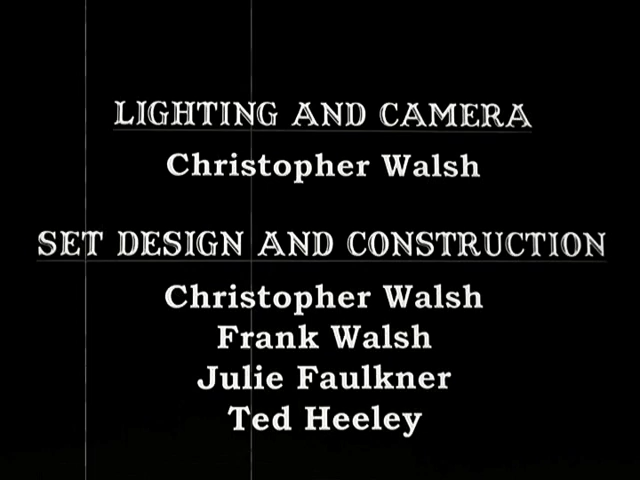 LIGHTING AND CAMERA
Christopher Walsh
SET DESIGN AND CONSTRUCTION
Christopher Walsh
Frank Walsh
Julie Faulkner
Ted Heeley